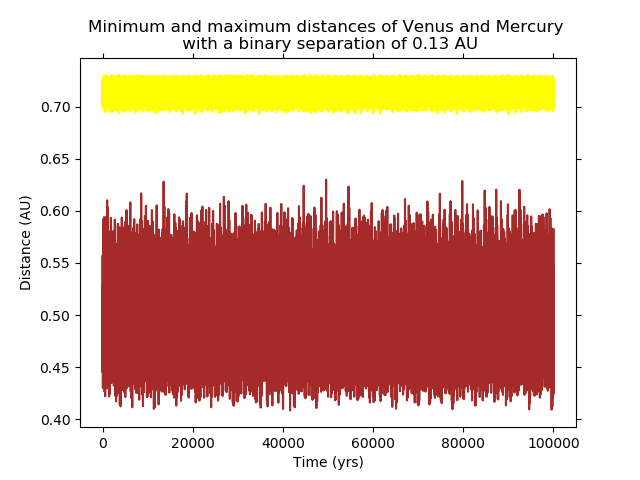 Minimum and maximum distances of Venus and Mercury
with a binary separation of 0.13 AU
Distance (AU)
0.70
0.65
0.60
0.55
0.50
0.45
0.40
0 20000 40000 60000 80000 100000
Time (yrs)